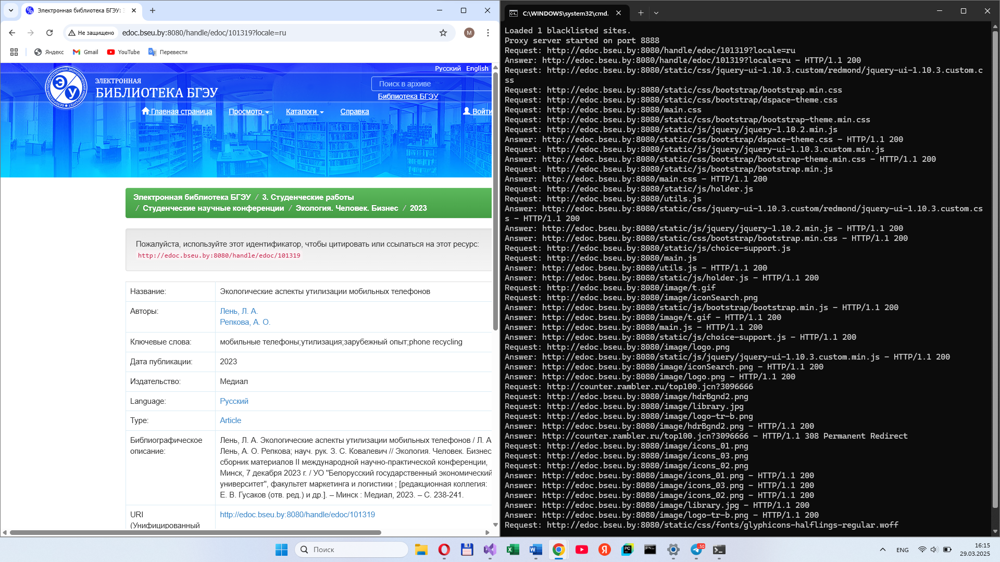 Электронная библиотека БГЭУ: Э
Не защищено
edoc.bseu.by:8080/handle/edoc/101319?locale=ru
M
Яндекс
Gmail
YouTube
Перевести
Русский English
ЭЛЕКТРОННАЯ
БИБЛИОТЕКА БГЭУ
Поиск в архиве
Библиотека БГЭУ
Главная страница
Просмотр
Каталоги
Справка
Войти
Электронная библиотека БГЭУ / 3. Студенческие работы
/ Студенческие научные конференции / Экология. Человек. Бизнес / 2023
Пожалуйста, используйте этот идентификатор, чтобы цитировать или ссылаться на этот ресурс:
http://edoc.bseu.by:8080/handle/edoc/101319
Название: Экологические аспекты утилизации мобильных телефонов
Авторы: Лень, Л. А.
Репкова, А. О.
Ключевые слова: мобильные телефоны;утилизация;зарубежный опыт;phone recycling
Дата публикации: 2023
Издательство: Медиал
Language: Русский
Type: Article
Библиографическое описание:
Лень, Л. А. Экологические аспекты утилизации мобильных телефонов / Л. А
Лень, А. О. Репкова; науч. рук. З. С. Ковалевич // Экология. Человек. Бизнес
сборник материалов II международной научно-практической конференции,
Минск, 7 декабря 2023 г. / УО "Белорусский государственный экономический
университет", факультет маркетинга и логистики ; [редакционная коллегия:
Е. В. Гусаков (отв. ред.) и др.]. – Минск : Медиал, 2023. – С. 238-241.
URI http://edoc.bseu.by:8080/handle/edoc/101319
(Унифицированный
C:\WINDOWS\system32\cmd.
Loaded 1 blacklisted sites.
Proxy server started on port 8888
Request: http://edoc.bseu.by:8080/handle/edoc/101319?locale=ru
Answer: http://edoc.bseu.by:8080/handle/edoc/101319?locale=ru - HTTP/1.1 200
Request: http://edoc.bseu.by:8080/static/css/jquery-ui-1.10.3.custom/redmond/jquery-ui-1.10.3.custom.c
ss
Request: http://edoc.bseu.by:8080/static/css/bootstrap/bootstrap.min.css
Request: http://edoc.bseu.by:8080/static/css/bootstrap/dspace-theme.css
Request: http://edoc.bseu.by:8080/main.css
Request: http://edoc.bseu.by:8080/static/css/bootstrap/bootstrap-theme.min.css
Request: http://edoc.bseu.by:8080/static/js/jquery/jquery-1.10.2.min.js
Answer: http://edoc.bseu.by:8080/static/css/bootstrap/dspace-theme.css - HTTP/1.1 200
Request: http://edoc.bseu.by:8080/static/js/jquery/jquery-ui-1.10.3.custom.min.js
Answer: http://edoc.bseu.by:8080/static/css/bootstrap/bootstrap-theme.min.css - HTTP/1.1 200
Request: http://edoc.bseu.by:8080/static/js/bootstrap/bootstrap.min.js
Answer: http://edoc.bseu.by:8080/main.css - HTTP/1.1 200
Request: http://edoc.bseu.by:8080/static/js/holder.js
Request: http://edoc.bseu.by:8080/utils.js
Answer: http://edoc.bseu.by:8080/static/css/jquery-ui-1.10.3.custom/redmond/jquery-ui-1.10.3.custom.cs
s - HTTP/1.1 200
Answer: http://edoc.bseu.by:8080/static/js/jquery/jquery-1.10.2.min.js - HTTP/1.1 200
Answer: http://edoc.bseu.by:8080/static/css/bootstrap/bootstrap.min.css - HTTP/1.1 200
Request: http://edoc.bseu.by:8080/static/js/choice-support.js
Request: http://edoc.bseu.by:8080/main.js
Answer: http://edoc.bseu.by:8080/utils.js - HTTP/1.1 200
Answer: http://edoc.bseu.by:8080/static/js/holder.js - HTTP/1.1 200
Request: http://edoc.bseu.by:8080/image/t.gif
Request: http://edoc.bseu.by:8080/image/iconSearch.png
Answer: http://edoc.bseu.by:8080/static/js/bootstrap/bootstrap.min.js - HTTP/1.1 200
Answer: http://edoc.bseu.by:8080/image/t.gif - HTTP/1.1 200
Answer: http://edoc.bseu.by:8080/main.js - HTTP/1.1 200
Answer: http://edoc.bseu.by:8080/static/js/choice-support.js - HTTP/1.1 200
Request: http://edoc.bseu.by:8080/image/logo.png
Answer: http://edoc.bseu.by:8080/static/js/jquery/jquery-ui-1.10.3.custom.min.js - HTTP/1.1 200
Answer: http://edoc.bseu.by:8080/image/iconSearch.png - HTTP/1.1 200
Answer: http://edoc.bseu.by:8080/image/logo.png - HTTP/1.1 200
Request: http://counter.rambler.ru/top100.jcn?3096666
Request: http://edoc.bseu.by:8080/image/hdrBgnd2.png
Request: http://edoc.bseu.by:8080/image/library.jpg
Request: http://edoc.bseu.by:8080/image/logo-tr-b.png
Answer: http://edoc.bseu.by:8080/image/hdrBgnd2.png - HTTP/1.1 200
Answer: http://counter.rambler.ru/top100.jcn?3096666 - HTTP/1.1 308 Permanent Redirect
Request: http://edoc.bseu.by:8080/image/icons_01.png
Request: http://edoc.bseu.by:8080/image/icons_03.png
Request: http://edoc.bseu.by:8080/image/icons_02.png
Answer: http://edoc.bseu.by:8080/image/icons_01.png - HTTP/1.1 200
Answer: http://edoc.bseu.by:8080/image/icons_03.png - HTTP/1.1 200
Answer: http://edoc.bseu.by:8080/image/icons_02.png - HTTP/1.1 200
Answer: http://edoc.bseu.by:8080/image/library.jpg - HTTP/1.1 200
Answer: http://edoc.bseu.by:8080/image/logo-tr-b.png - HTTP/1.1 200
Request: http://edoc.bseu.by:8080/static/css/fonts/glyphicons-halflings-regular.woff
Поиск
50
ENG
16:15
29.03.2025